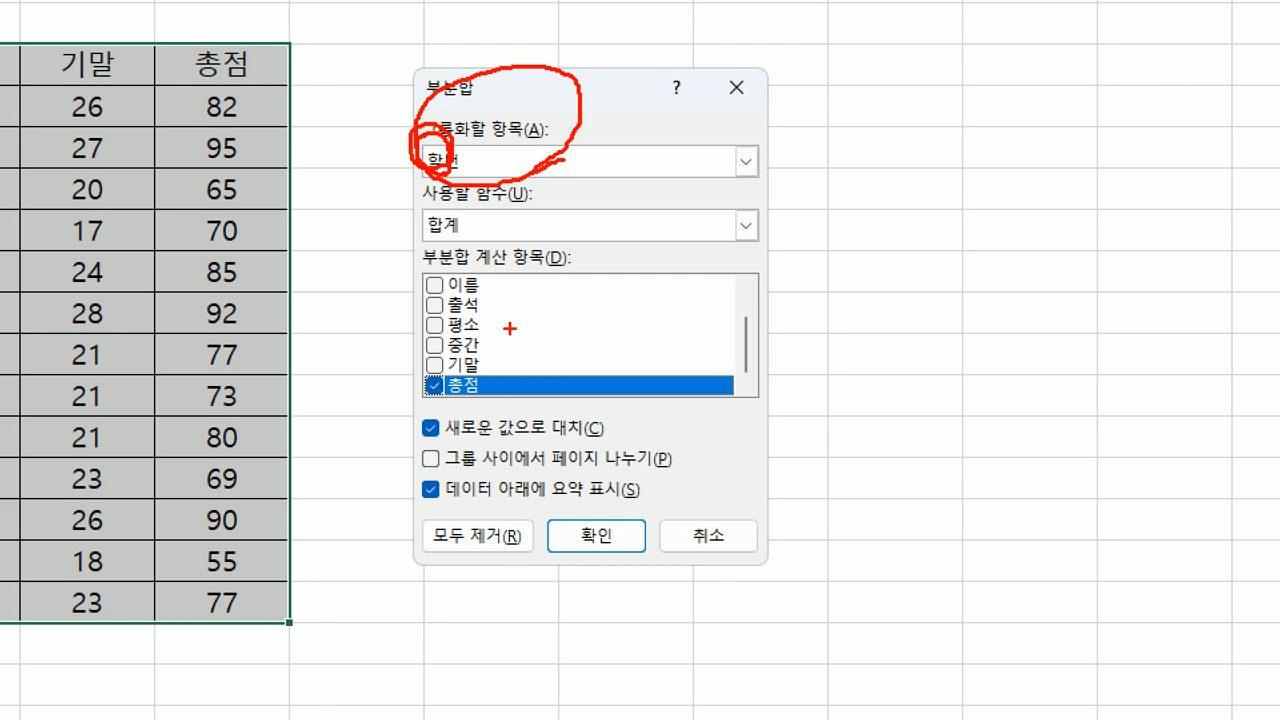 기말 총점
26 82
27 95
20 65
17 70
24 85
28 92
21 77
21 73
21 80
23 69
26 90
18 55
23 77
부분합 ?
그룹화할 항목(A):
학번
사용할 함수(U):
합계
부분합 계산 항목(D):
이름
출석
평소
중간
기말
총점
새로운 값으로 대치(C)
그룹 사이에서 페이지 나누기(P)
데이터 아래에 요약 표시(S)
모두 제거(R) 확인 취소